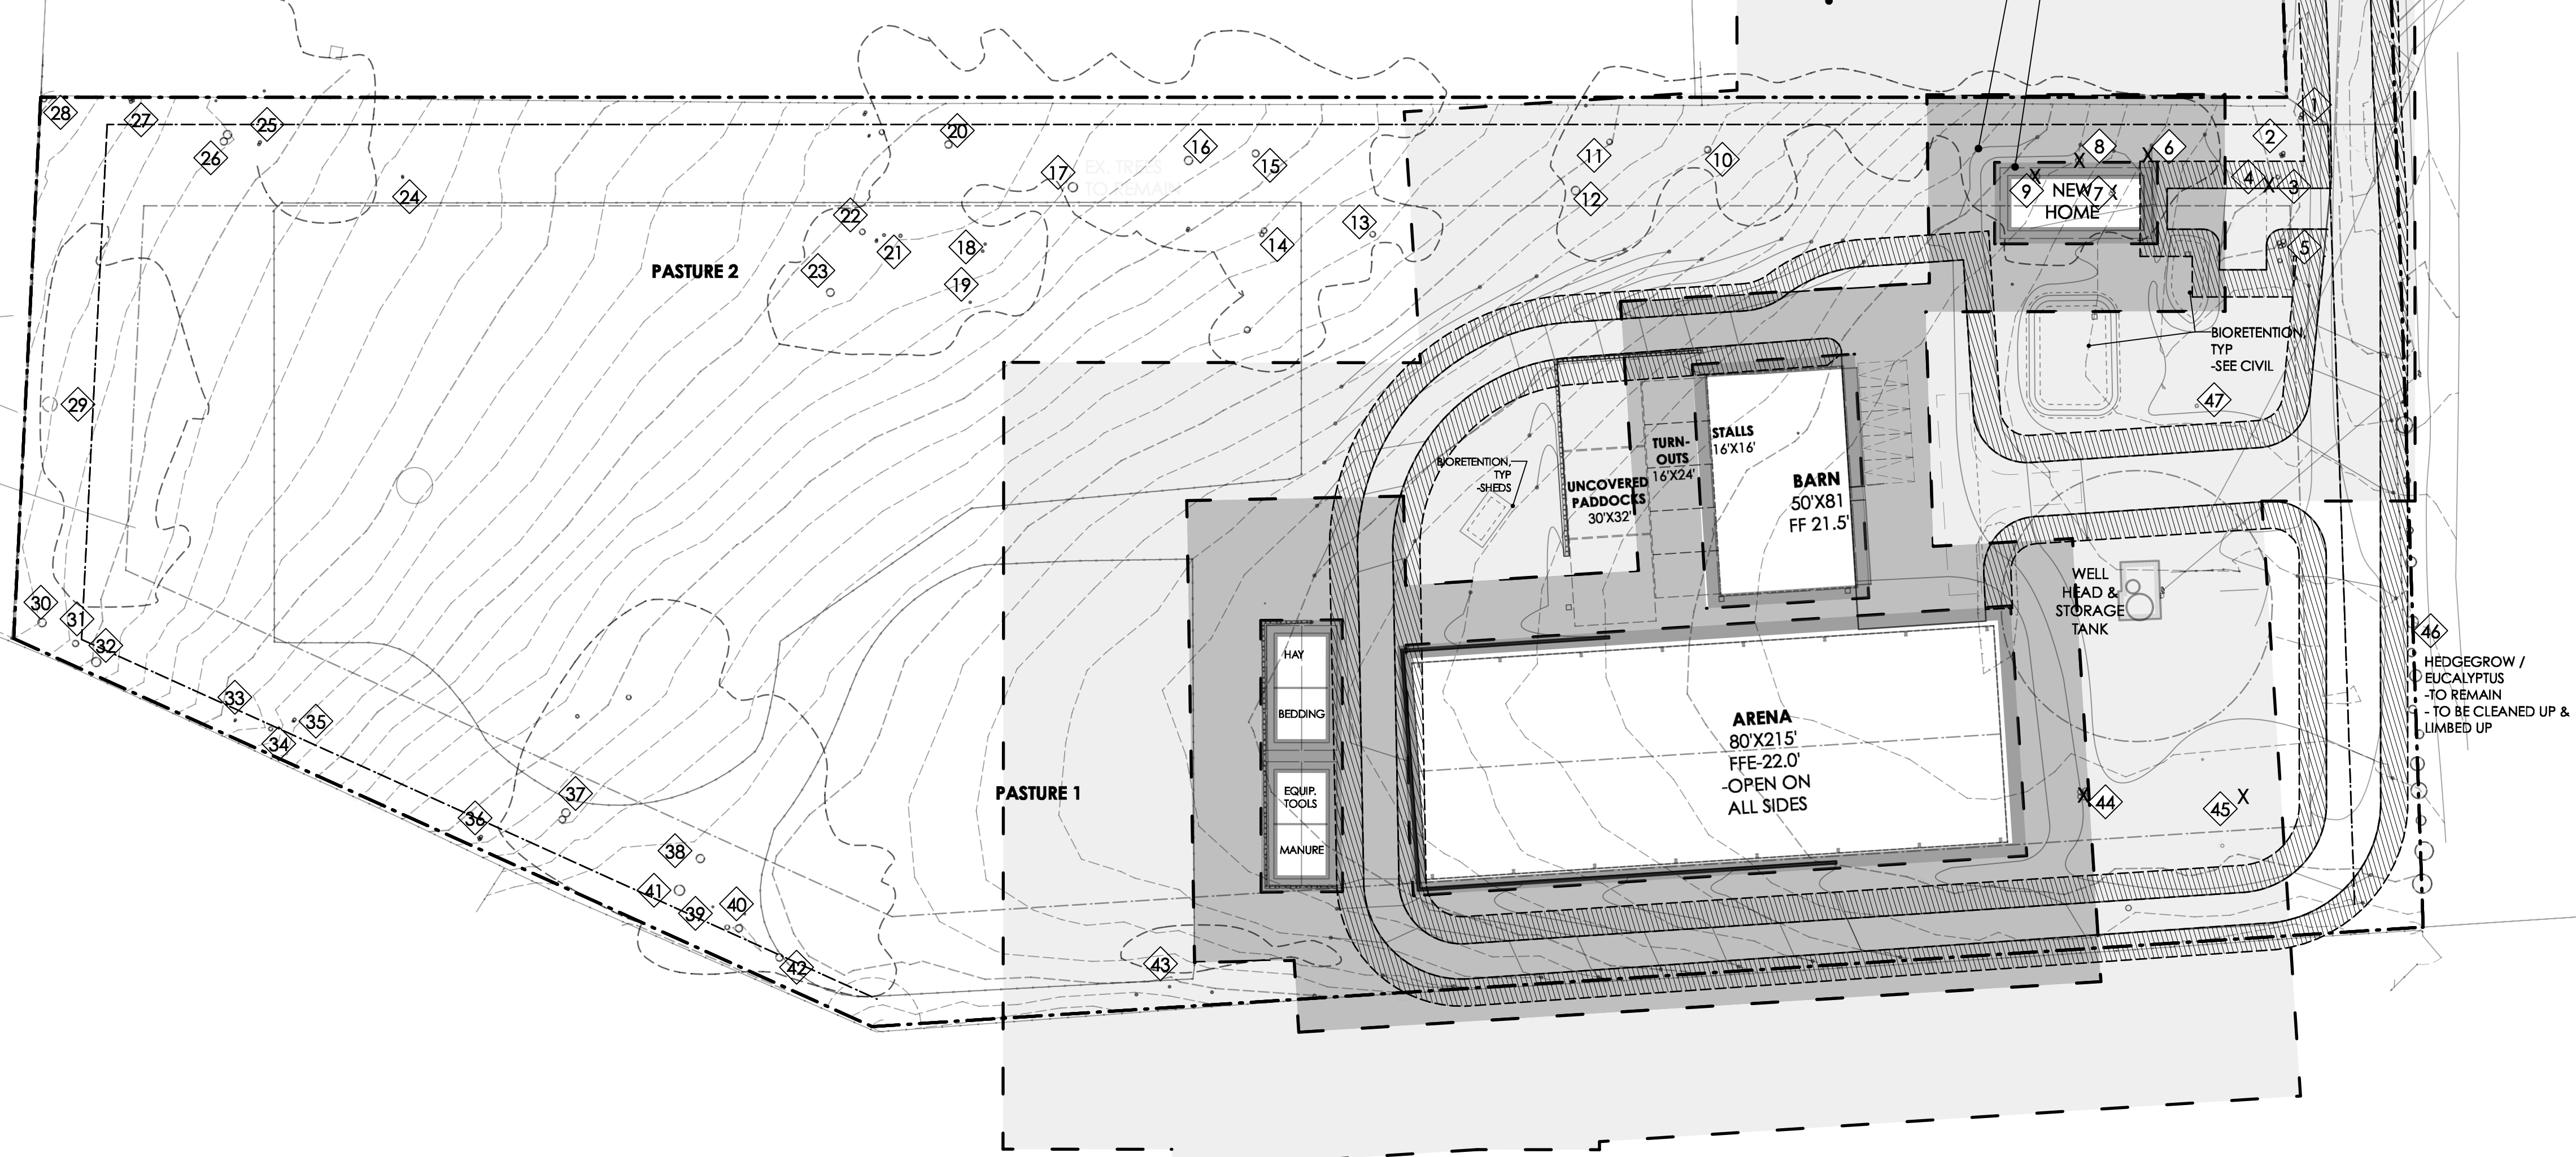 28
27
25
26
24
20
22
21
23
18
19
17
EX. TREES
TO REMAIN
16
15
14
13
11
12
10
8
6
9
7
NEW
HOME
1
2
4
3
5
PASTURE 2
BIORETENTION,
TYP
-SEE CIVIL
47
29
BIORETENTION,
TYP
-SHEDS
UNCOVERED
PADDOCKS
30'X32'
TURN-
OUTS
16'X24'
STALLS
16'X16'
BARN
50'X81
FF 21.5'
WELL
HEAD &
STORAGE
TANK
30
31
32
33
34
35
36
37
38
41
39
40
42
43
PASTURE 1
HAY
BEDDING
EQUIP.
TOOLS
MANURE
ARENA
80'X215'
FFE-22.0'
-OPEN ON
ALL SIDES
44
X
45
X
46
HEDGEGROW /
EUCALYPTUS
-TO REMAIN
- TO BE CLEANED UP &
LIMBED UP